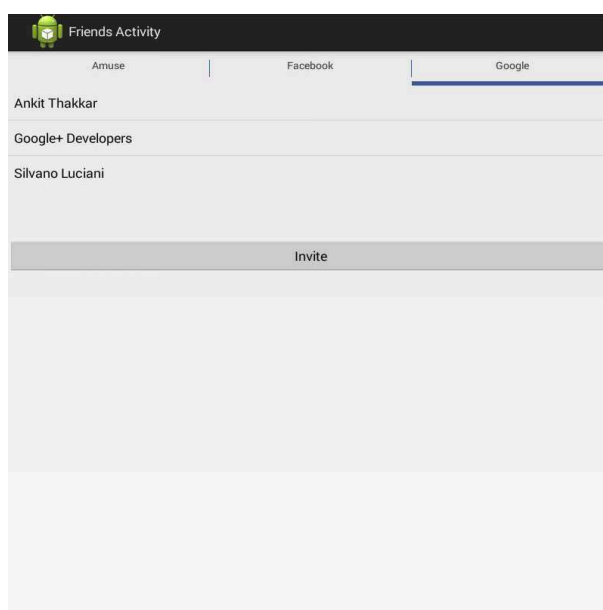 Friends Activity
Amuse Facebook Google
Ankit Thakkar
Google+ Developers
Silvano Luciani
Invite